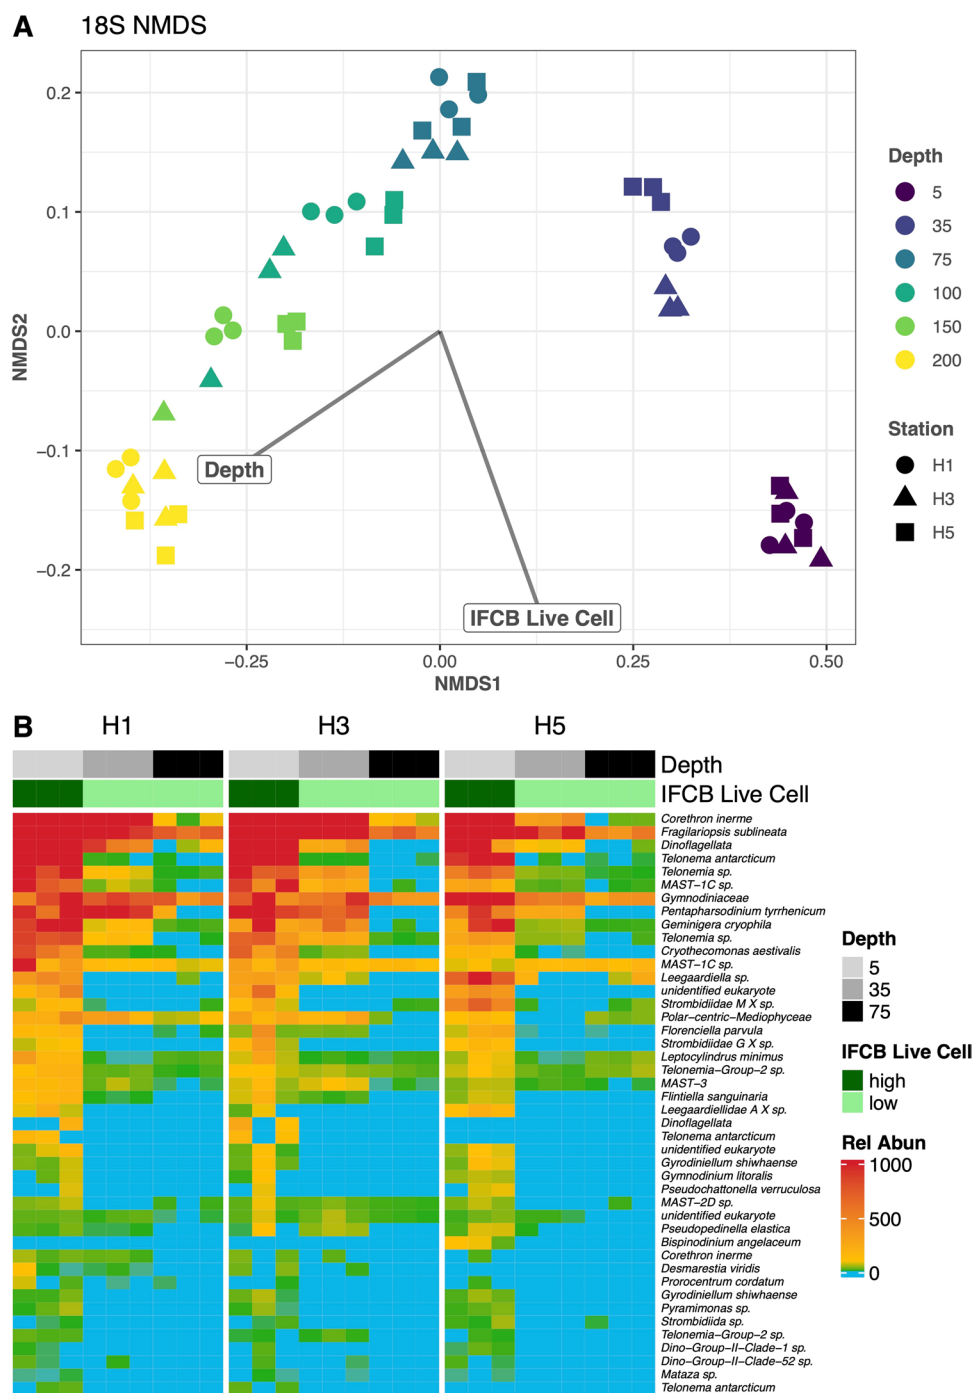 A 18S NMDS
0.2
0.1
0.0
−0.1
−0.2
NMDS2
−0.25
0.00
0.25
0.50
NMDS1
Depth
IFCB Live Cell
Depth
5
35
75
100
150
200
Station
H1
H3
H5
B H1 H3 H5
Depth
IFCB Live Cell
Corethron inerme
Fragilariopsis sublineata
Dinoflagellata
Telonema antarcticum
Telonemia sp.
MAST−1C sp.
Gymnodiniaceae
Pentapharsodinium tyrrhenicum
Geminigera cryophila
Telonemia sp.
Cryothecomonas aestivalis
MAST−1C sp.
Leegaardiella sp.
unidentified eukaryote
Strombidiidae M X sp.
Polar−centric−Mediophyceae
Florenciella parvula
Strombidiidae G X sp.
Leptocylindrus minimus
Telonemia−Group−2 sp.
MAST−3
Flintiella sanguinaria
Leegaardiellidae A X sp.
Dinoflagellata
Telonema antarcticum
unidentified eukaryote
Gyrodiniellum shiwhaense
Gymnodinium litoralis
Pseudochattonella verruculosa
MAST−2D sp.
unidentified eukaryote
Pseudopedinella elastica
Bispinodinium angelaceum
Corethron inerme
Desmarestia viridis
Prorocentrum cordatum
Gyrodiniellum shiwhaense
Pyramimonas sp.
Strombidiida sp.
Telonemia−Group−2 sp.
Dino−Group−II−Clade−1 sp.
Dino−Group−II−Clade−52 sp.
Mataza sp.
Telonema antarcticum
Depth
5
35
75
IFCB Live Cell
high
low
Rel Abun
1000
500
0